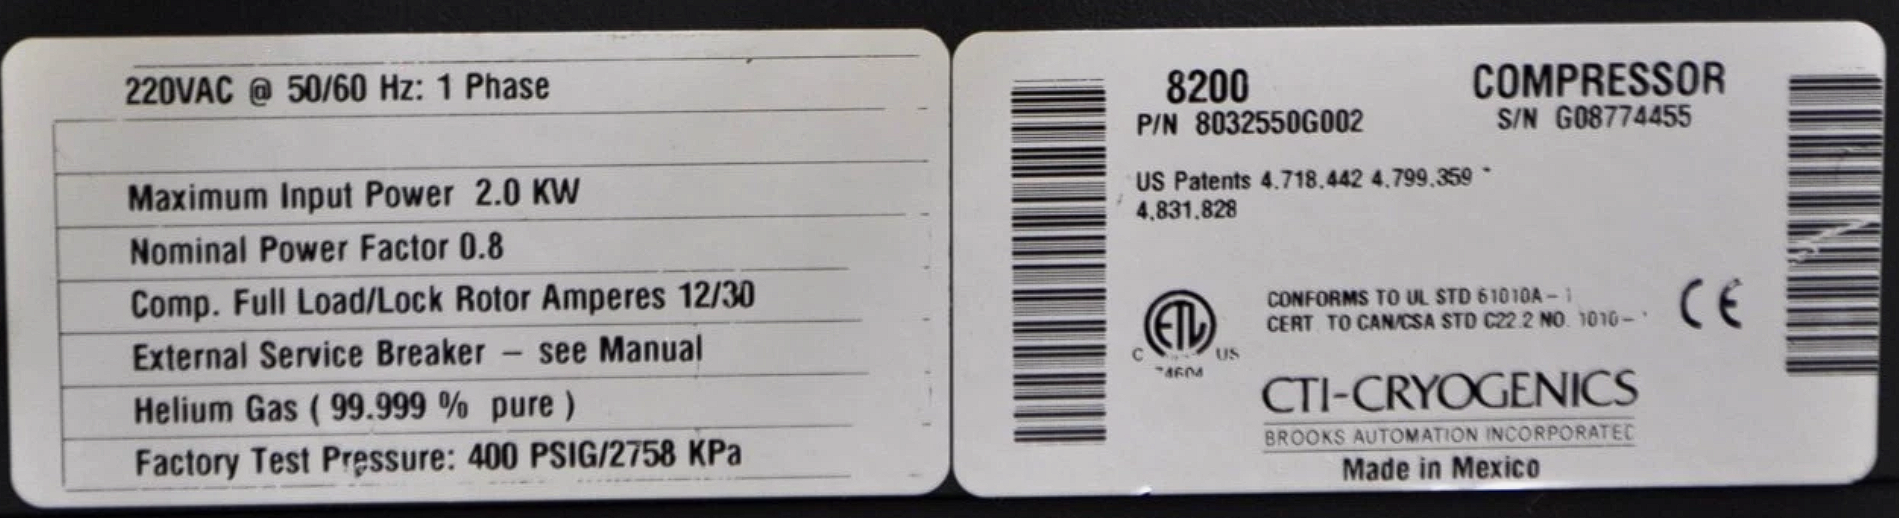 220VAC @ 50/60 Hz: 1 Phase
Maximum Input Power 2.0 KW
Nominal Power Factor 0.8
Comp. Full Load/Lock Rotor Amperes 12/30
External Service Breaker – see Manual
Helium Gas ( 99.999 % pure )
Factory Test Pressure: 400 PSIG/2758 KPa
8200 COMPRESSOR
P/N 8032550G002 S/N G08774455
US Patents 4.718.442 4.799.359
4.831.828
CONFORMS TO UL STD 61010A-1
CERT. TO CAN/CSA STD C22.2 NO. 1010-
CE
ETL
C US
CTI-CRYOGENICS
BROOKS AUTOMATION INCORPORATED
Made in Mexico